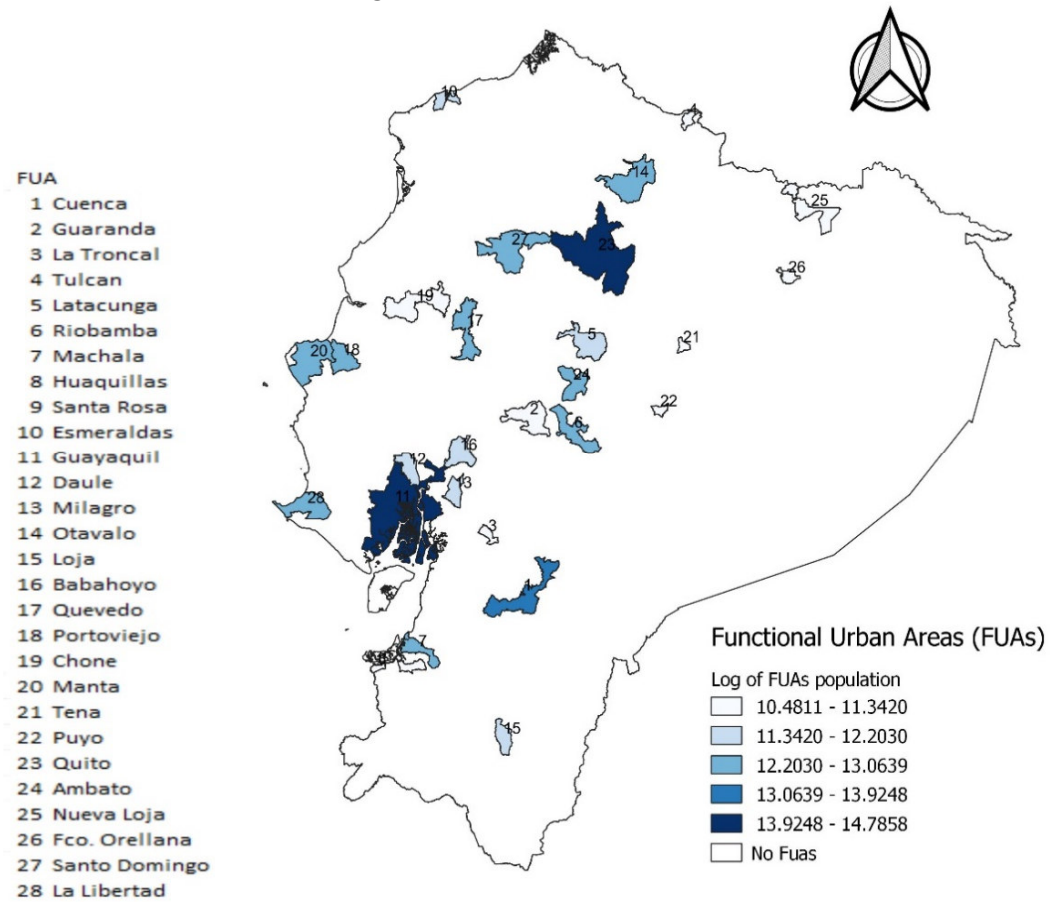 FUA
1 Cuenca
2 Guaranda
3 La Troncal
4 Tulcan
5 Latacunga
6 Riobamba
7 Machala
8 Huaquillas
9 Santa Rosa
10 Esmeraldas
11 Guayaquil
12 Daule
13 Milagro
14 Otavalo
15 Loja
16 Babahoyo
17 Quevedo
18 Portoviejo
19 Chone
20 Manta
21 Tena
22 Puyo
23 Quito
24 Ambato
25 Nueva Loja
26 Fco. Orellana
27 Santo Domingo
28 La Libertad
10
4
14
25
27
23
26
19
17
5
21
20 18
24
22
2
6
16
12
13
11
28
3
1
7
15
Functional Urban Areas (FUAs)
Log of FUAs population
10.4811 - 11.3420
11.3420 - 12.2030
12.2030 - 13.0639
13.0639 - 13.9248
13.9248 - 14.7858
No Fuas